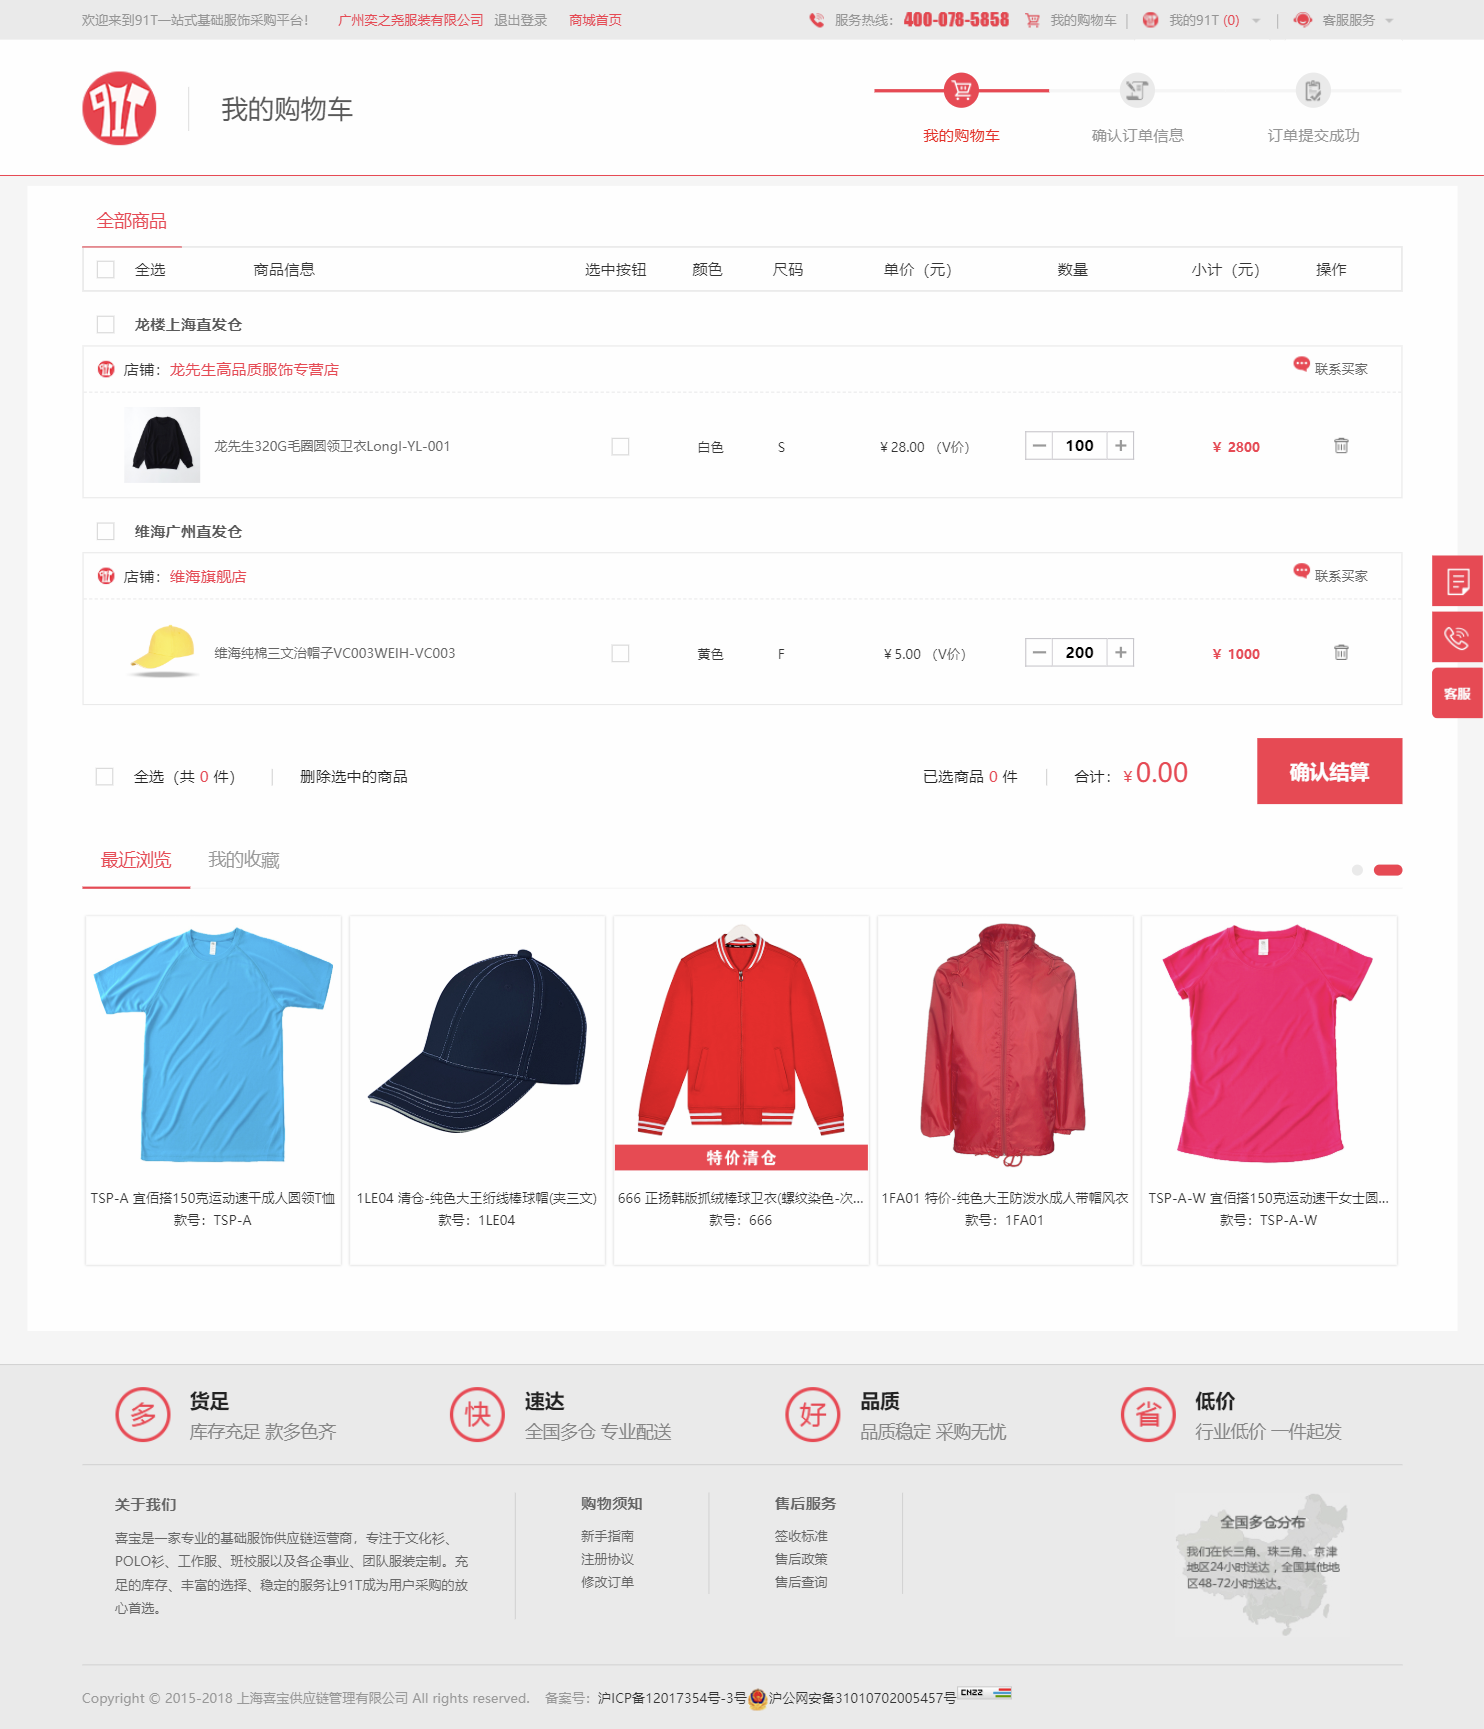 欢迎来到91T一站式基础服饰采购平台!
广州奕之尧服装有限公司 退出登录 商城首页
服务热线: 400-078-5858 我的购物车 | 我的91T (0) | 客服服务
91T
我的购物车
我的购物车
确认订单信息
订单提交成功
全部商品
全选 商品信息 选中按钮 颜色 尺码 单价（元） 数量 小计（元） 操作
龙楼上海直发仓
店铺：龙先生高品质服饰专营店 联系买家
龙先生320G毛圈圆领卫衣Longl-YL-001 白色 S ¥28.00 （V价） 100 ¥ 2800
维海广州直发仓
店铺：维海旗舰店 联系买家
维海纯棉三文治帽子VC003WEIH-VC003 黄色 F ¥5.00 （V价） 200 ¥ 1000
客服
全选（共 0 件） 删除选中的商品 已选商品 0 件 合计：¥0.00 确认结算
最近浏览 我的收藏
特价清仓
TSP-A 宜佰搭150克运动速干成人圆领T恤
款号：TSP-A
1LE04 清仓-纯色大王绗线棒球帽(夹三文)
款号：1LE04
666 正扬韩版抓绒棒球卫衣(螺纹染色-次...
款号：666
1FA01 特价-纯色大王防泼水成人带帽风衣
款号：1FA01
TSP-A-W 宜佰搭150克运动速干女士圆...
款号：TSP-A-W
多 货足
库存充足 款多色齐
快 速达
全国多仓 专业配送
好 品质
品质稳定 采购无忧
省 低价
行业低价 一件起发
关于我们
喜宝是一家专业的基础服饰供应链运营商，专注于文化衫、
POLO衫、工作服、班校服以及各企事业、团队服装定制。充
足的库存、丰富的选择、稳定的服务让91T成为用户采购的放
心首选。
购物须知
新手指南
注册协议
修改订单
售后服务
签收标准
售后政策
售后查询
全国多仓分布
我们在长三角、珠三角、京津
地区24小时送达，全国其他地
区48-72小时送达。
Copyright © 2015-2018 上海喜宝供应链管理有限公司 All rights reserved. 备案号：沪ICP备12017354号-3号 沪公网安备31010702005457号 CNZZ